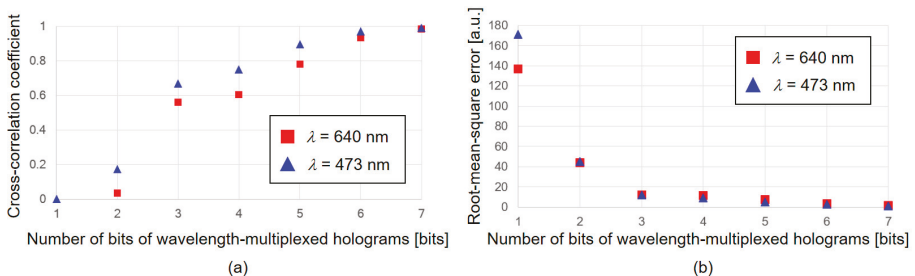 Cross-correlation coefficient
1
0.8
0.6
0.4
0.2
0
1 2 3 4 5 6 7
λ = 640 nm
λ = 473 nm
Number of bits of wavelength-multiplexed holograms [bits]
(a)
Root-mean-square error [a.u.]
180
160
140
120
100
80
60
40
20
0
1 2 3 4 5 6 7
λ = 640 nm
λ = 473 nm
Number of bits of wavelength-multiplexed holograms [bits]
(b)